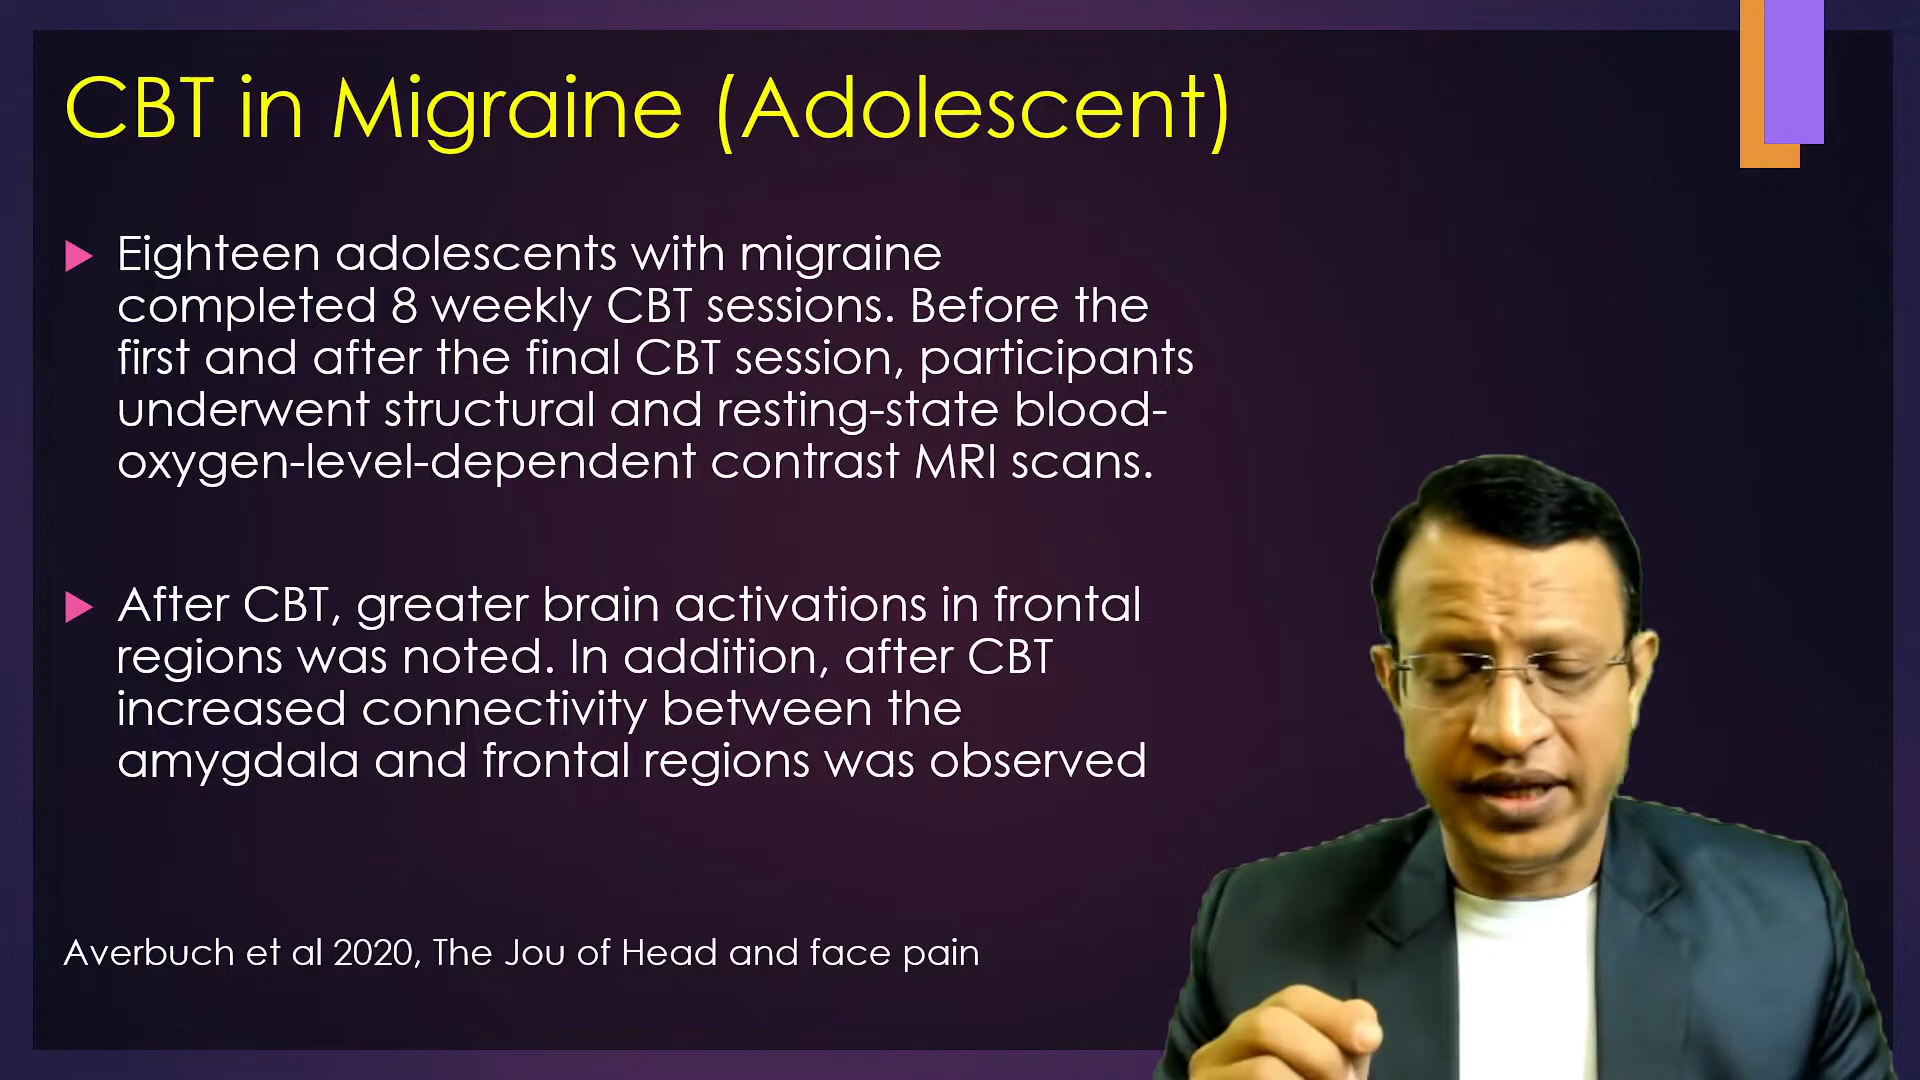 CBT in Migraine (Adolescent)
Eighteen adolescents with migraine
completed 8 weekly CBT sessions. Before the
first and after the final CBT session, participants
underwent structural and resting-state blood-
oxygen-level-dependent contrast MRI scans.
After CBT, greater brain activations in frontal
regions was noted. In addition, after CBT
increased connectivity between the
amygdala and frontal regions was observed
Averbuch et al 2020, The Jou of Head and face pain